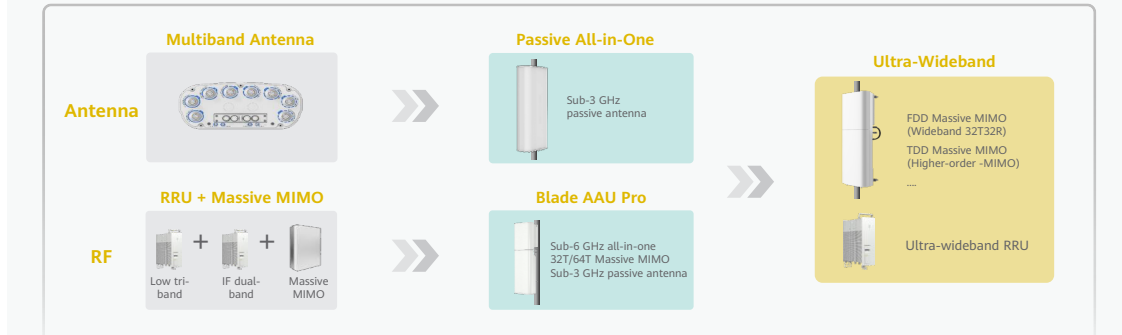 Multiband Antenna
Passive All-in-One
Ultra-Wideband
Antenna
Sub-3 GHz
passive antenna
FDD Massive MIMO
(Wideband 32T32R)
TDD Massive MIMO
(Higher-order -MIMO)
....
RRU + Massive MIMO
Blade AAU Pro
RF
+
+
Low tri-
band
IF dual-
band
Massive
MIMO
Sub-6 GHz all-in-one
32T/64T Massive MIMO
Sub-3 GHz passive antenna
Ultra-wideband RRU